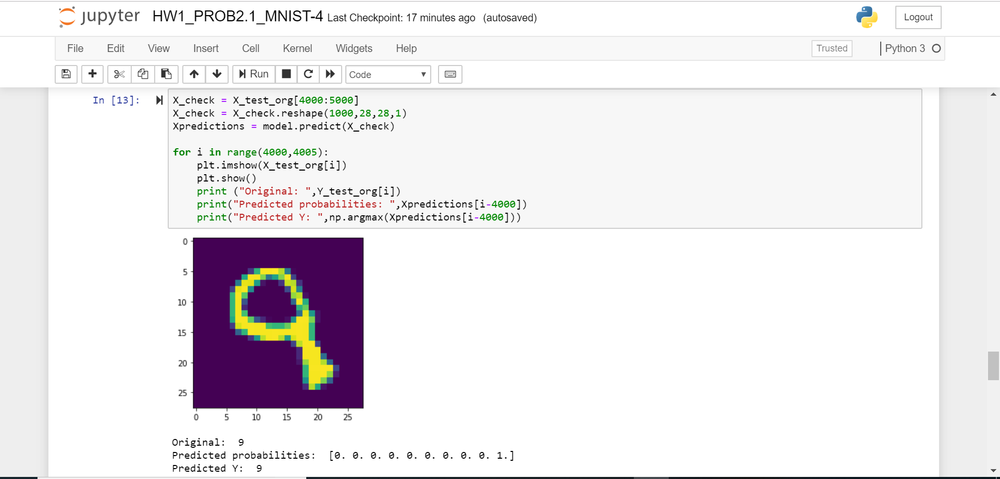 jupyter HW1_PROB2.1_MNIST-4 Last Checkpoint: 17 minutes ago (autosaved) Logout
File Edit View Insert Cell Kernel Widgets Help Trusted Python 3
Run Code
In [13]: X_check = X_test_org[4000:5000]
X_check = X_check.reshape(1000,28,28,1)
Xpredictions = model.predict(X_check)
for i in range(4000,4005):
    plt.imshow(X_test_org[i])
    plt.show()
    print ("Original: ",Y_test_org[i])
    print("Predicted probabilities: ",Xpredictions[i-4000])
    print("Predicted Y: ",np.argmax(Xpredictions[i-4000]))
0
5
10
15
20
25
0 5 10 15 20 25
Original:  9
Predicted probabilities:  [0. 0. 0. 0. 0. 0. 0. 0. 0. 1.]
Predicted Y:  9